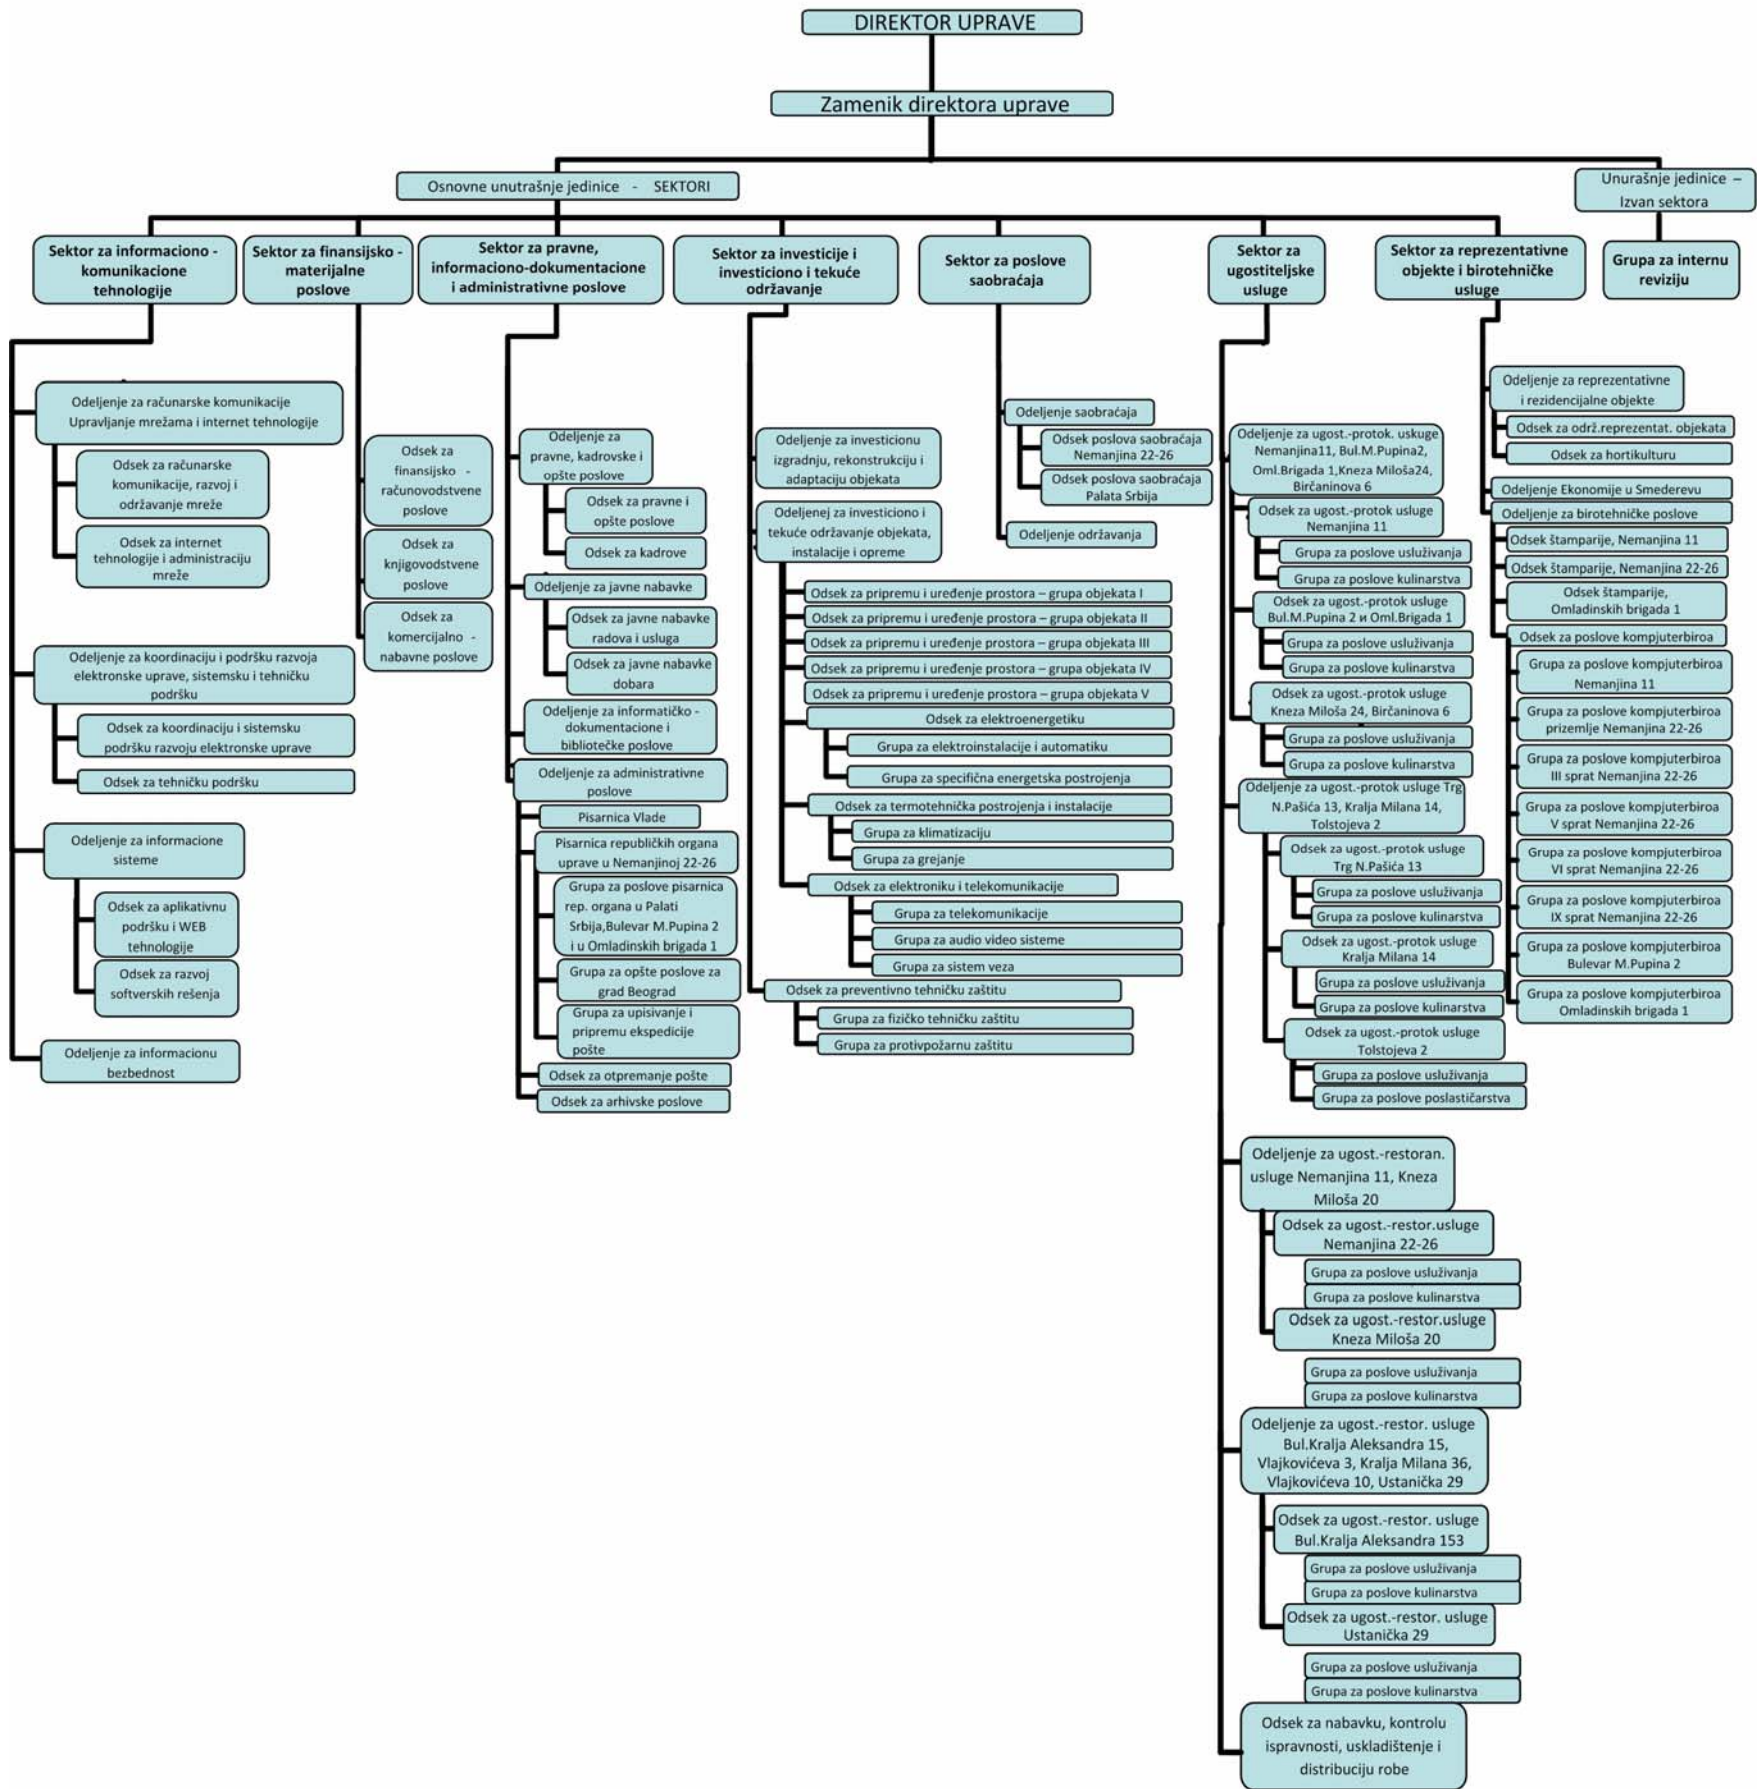 DIREKTOR UPRAVE
Zamenik direktora uprave
Osnovne unutrašnje jedinice - SEKTORI
Unurašnje jedinice –
Izvan sektora
Sektor za informaciono -
komunikacione
tehnologije
Odeljenje za računarske komunikacije
Upravljanje mrežama i internet tehnologije
Odsek za računarske
komunikacije, razvoj i
održavanje mreže
Odsek za internet
tehnologije i administraciju
mreže
Odeljenje za koordinaciju i podršku razvoja
elektronske uprave, sistemsku i tehničku
podršku
Odsek za koordinaciju i sistemsku
podršku razvoju elektronske uprave
Odsek za tehničku podršku
Odeljenje za informacione
sisteme
Odsek za aplikativnu
podršku i WEB
tehnologije
Odsek za razvoj
softverskih rešenja
Odeljenje za informacionu
bezbednost
Sektor za finansijsko -
materijalne
poslove
Odsek za
finansijsko -
računovodstvene
poslove
Odsek za
knjigovodstvene
poslove
Odsek za
komercijalno -
nabavne poslove
Sektor za pravne,
informaciono-dokumentacione
i administrativne poslove
Odeljenje za
pravne, kadrovske i
opšte poslove
Odsek za pravne i
opšte poslove
Odsek za kadrove
Odeljenje za javne nabavke
Odsek za javne nabavke
radova i usluga
Odsek za javne nabavke
dobara
Odeljenje za informatičko -
dokumentacione i
bibliotečke poslove
Odeljenje za administrativne
poslove
Pisarnica Vlade
Pisarnica republičkih organa
uprave u Nemanjinoj 22-26
Grupa za poslove pisarnica
rep. organa u Palati
Srbija,Bulevar M.Pupina 2
i u Omladinskih brigada 1
Grupa za opšte poslove za
grad Beograd
Grupa za upisivanje i
pripremu ekspedicije
pošte
Odsek za otpremanje pošte
Odsek za arhivske poslove
Sektor za investicije i
investiciono i tekuće
održavanje
Odeljenje za investicionu
izgradnju, rekonstrukciju i
adaptaciju objekata
Odeljenej za investiciono i
tekuće održavanje objekata,
instalacije i opreme
Odsek za pripremu i uređenje prostora – grupa objekata I
Odsek za pripremu i uređenje prostora – grupa objekata II
Odsek za pripremu i uređenje prostora – grupa objekata III
Odsek za pripremu i uređenje prostora – grupa objekata IV
Odsek za pripremu i uređenje prostora – grupa objekata V
Odsek za elektroenergetiku
Grupa za elektroinstalacije i automatiku
Grupa za specifična energetska postrojenja
Odsek za termotehnička postrojenja i instalacije
Grupa za klimatizaciju
Grupa za grejanje
Odsek za elektroniku i telekomunikacije
Grupa za telekomunikacije
Grupa za audio video sisteme
Grupa za sistem veza
Odsek za preventivno tehničku zaštitu
Grupa za fizičko tehničku zaštitu
Grupa za protivpožarnu zaštitu
Sektor za poslove
saobraćaja
Odeljenje saobraćaja
Odsek poslova saobraćaja
Nemanjina 22-26
Odsek poslova saobraćaja
Palata Srbija
Odeljenje održavanja
Sektor za
ugostiteljske
usluge
Odeljenje za ugost.-protok. uskuge
Nemanjina11, Bul.M.Pupina2,
Oml.Brigada 1,Kneza Miloša24,
Birčaninova 6
Odsek za ugost.-protok usluge
Nemanjina 11
Grupa za poslove usluživanja
Grupa za poslove kulinarstva
Odsek za ugost.-protok usluge
Bul.M.Pupina 2 и Oml.Brigada 1
Grupa za poslove usluživanja
Grupa za poslove kulinarstva
Odsek za ugost.-protok usluge
Kneza Miloša 24, Birčaninova 6
Grupa za poslove usluživanja
Grupa za poslove kulinarstva
Odeljenje za ugost.-protok usluge Trg
N.Pašića 13, Kralja Milana 14,
Tolstojeva 2
Odsek za ugost.-protok usluge
Trg N.Pašića 13
Grupa za poslove usluživanja
Grupa za poslove kulinarstva
Odsek za ugost.-protok usluge
Kralja Milana 14
Grupa za poslove usluživanja
Grupa za poslove kulinarstva
Odsek za ugost.-protok usluge
Tolstojeva 2
Grupa za poslove usluživanja
Grupa za poslove poslastičarstva
Odeljenje za ugost.-restoran.
usluge Nemanjina 11, Kneza
Miloša 20
Odsek za ugost.-restor.usluge
Nemanjina 22-26
Grupa za poslove usluživanja
Grupa za poslove kulinarstva
Odsek za ugost.-restor.usluge
Kneza Miloša 20
Grupa za poslove usluživanja
Grupa za poslove kulinarstva
Odeljenje za ugost.-restor. usluge
Bul.Kralja Aleksandra 15,
Vlajkovićeva 3, Kralja Milana 36,
Vlajkovićeva 10, Ustanička 29
Odsek za ugost.-restor. usluge
Bul.Kralja Aleksandra 153
Grupa za poslove usluživanja
Grupa za poslove kulinarstva
Odsek za ugost.-restor. usluge
Ustanička 29
Grupa za poslove usluživanja
Grupa za poslove kulinarstva
Odsek za nabavku, kontrolu
ispravnosti, uskladištenje i
distribuciju robe
Sektor za reprezentativne
objekte i birotehničke
usluge
Odeljenje za reprezentativne
i rezidencijalne objekte
Odsek za održ.reprezentat. objekata
Odsek za hortikulturu
Odeljenje Ekonomije u Smederevu
Odeljenje za birotehničke poslove
Odsek štamparije, Nemanjina 11
Odsek štamparije, Nemanjina 22-26
Odsek štamparije,
Omladinskih brigada 1
Odsek za poslove kompjuterbiroa
Grupa za poslove kompjuterbiroa
Nemanjina 11
Grupa za poslove kompjuterbiroa
prizemlje Nemanjina 22-26
Grupa za poslove kompjuterbiroa
III sprat Nemanjina 22-26
Grupa za poslove kompjuterbiroa
V sprat Nemanjina 22-26
Grupa za poslove kompjuterbiroa
VI sprat Nemanjina 22-26
Grupa za poslove kompjuterbiroa
IX sprat Nemanjina 22-26
Grupa za poslove kompjuterbiroa
Bulevar M.Pupina 2
Grupa za poslove kompjuterbiroa
Omladinskih brigada 1
Grupa za internu
reviziju